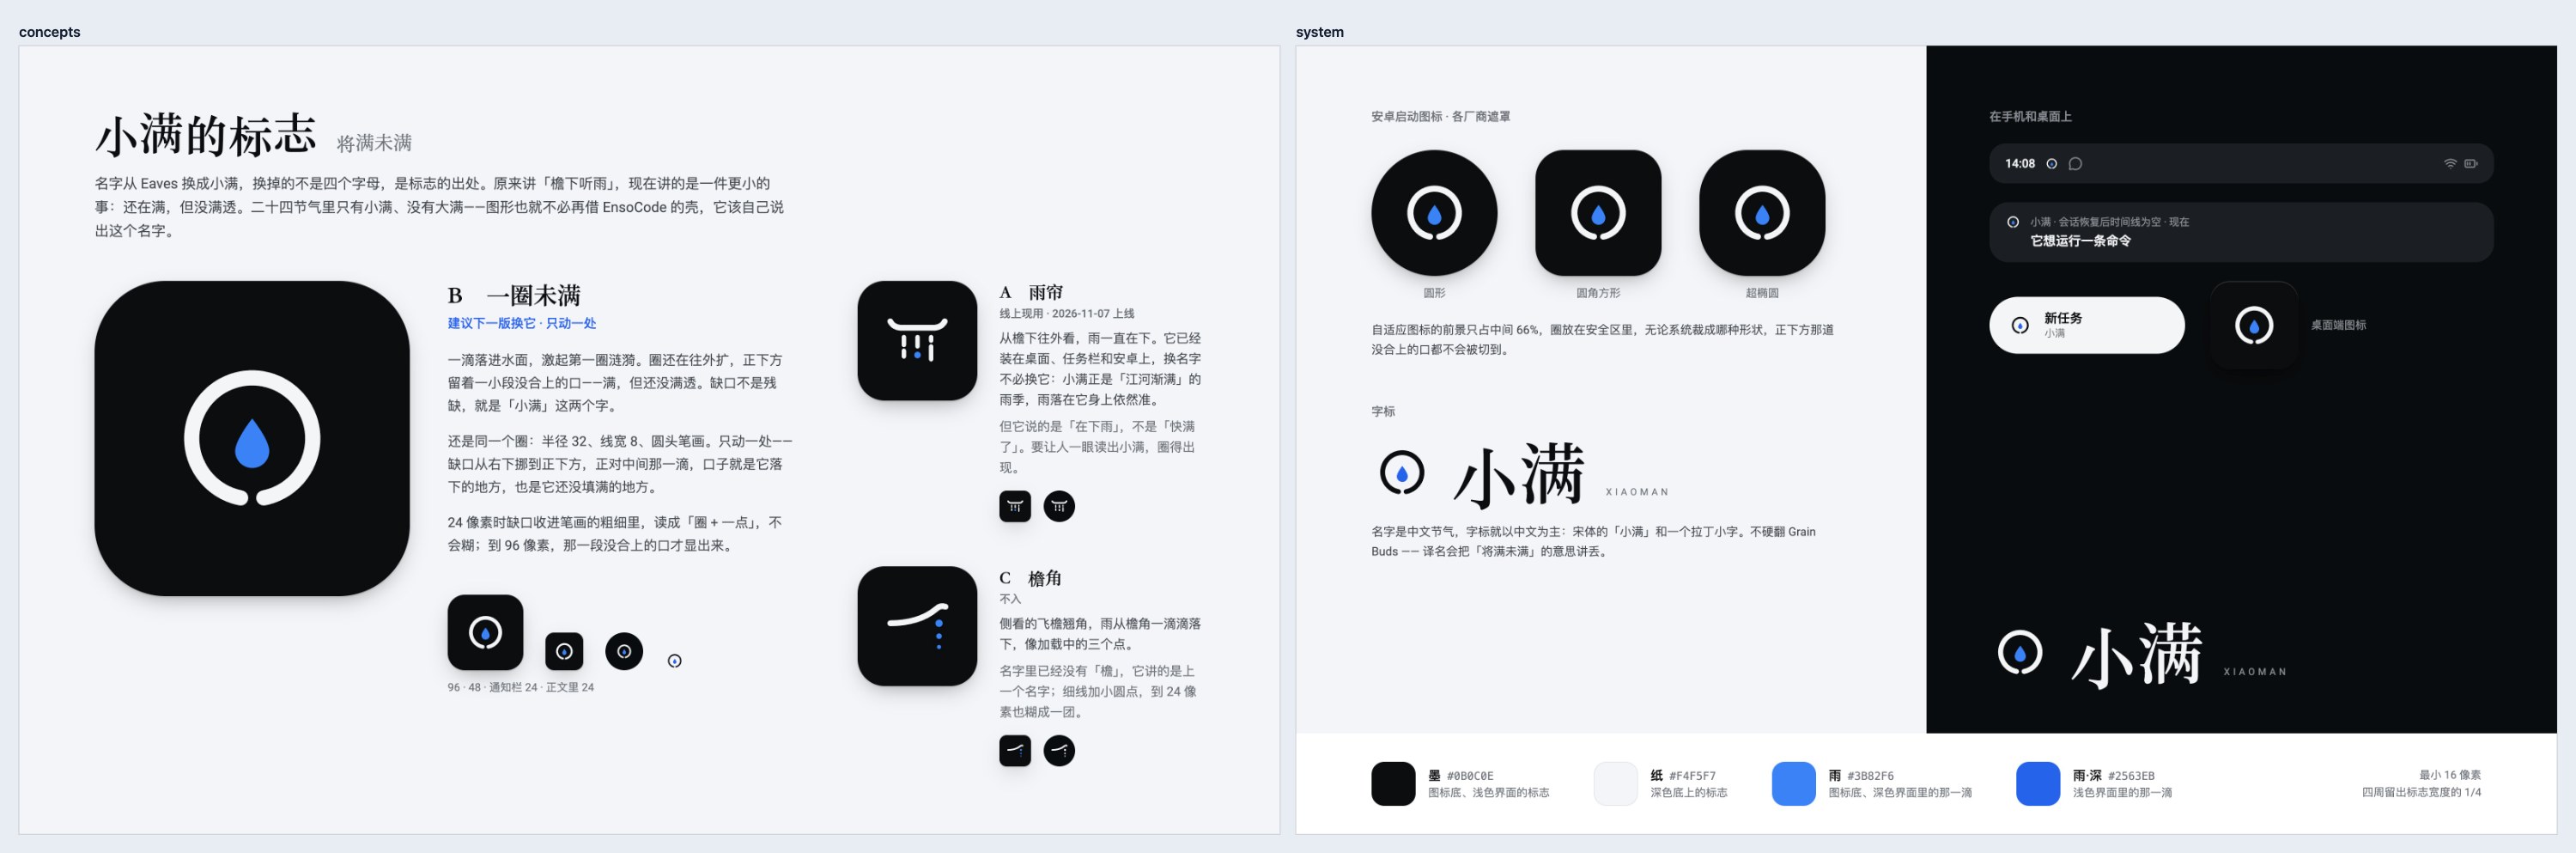 concepts
小满的标志 将满未满
名字从 Eaves 换成小满，换掉的不是四个字母，是标志的出处。原来讲「檐下听雨」，现在讲的是一件更小的
事：还在满，但没满透。二十四节气里只有小满、没有大满——图形也就不必再借 EnsoCode 的壳，它该自己说
出这个名字。
B 一圈未满
建议下一版换它 · 只动一处
一滴落进水面，激起第一圈涟漪。圈还在往外扩，正下方
留着一小段没合上的口——满，但还没满透。缺口不是残
缺，就是「小满」这两个字。
还是同一个圈：半径 32、线宽 8、圆头笔画。只动一处——
缺口从右下挪到正下方，正对中间那一滴，口子就是它落
下的地方，也是它还没填满的地方。
24 像素时缺口收进笔画的粗细里，读成「圈 + 一点」，不
会糊；到 96 像素，那一段没合上的口才显出来。
96 · 48 · 通知栏 24 · 正文里 24
A 雨帘
线上现用 · 2026-11-07 上线
从檐下往外看，雨一直在下。它已经
装在桌面、任务栏和安卓上，换名字
不必换它：小满正是「江河渐满」的
雨季，雨落在它身上依然准。
但它说的是「在下雨」，不是「快满
了」。要让人一眼读出小满，圈得出
现。
C 檐角
不入
侧看的飞檐翘角，雨从檐角一滴滴落
下，像加载中的三个点。
名字里已经没有「檐」，它讲的是上
一个名字；细线加小圆点，到 24 像
素也糊成一团。
system
安卓启动图标 · 各厂商遮罩
圆形
圆角方形
超椭圆
自适应图标的前景只占中间 66%，圈放在安全区里，无论系统裁成哪种形状，正下方那道
没合上的口都不会被切到。
字标
小满 XIAOMAN
名字是中文节气，字标就以中文为主：宋体的「小满」和一个拉丁小字。不硬翻 Grain
Buds —— 译名会把「将满未满」的意思讲丢。
在手机和桌面上
14:08
小满 · 会话恢复后时间线为空 · 现在
它想运行一条命令
新任务
小满
桌面端图标
小满 XIAOMAN
墨 #0B0C0E
图标底、浅色界面的标志
纸 #F4F5F7
深色底上的标志
雨 #3B82F6
图标底、深色界面里的那一滴
雨·深 #2563EB
浅色界面里的那一滴
最小 16 像素
四周留出标志宽度的 1/4